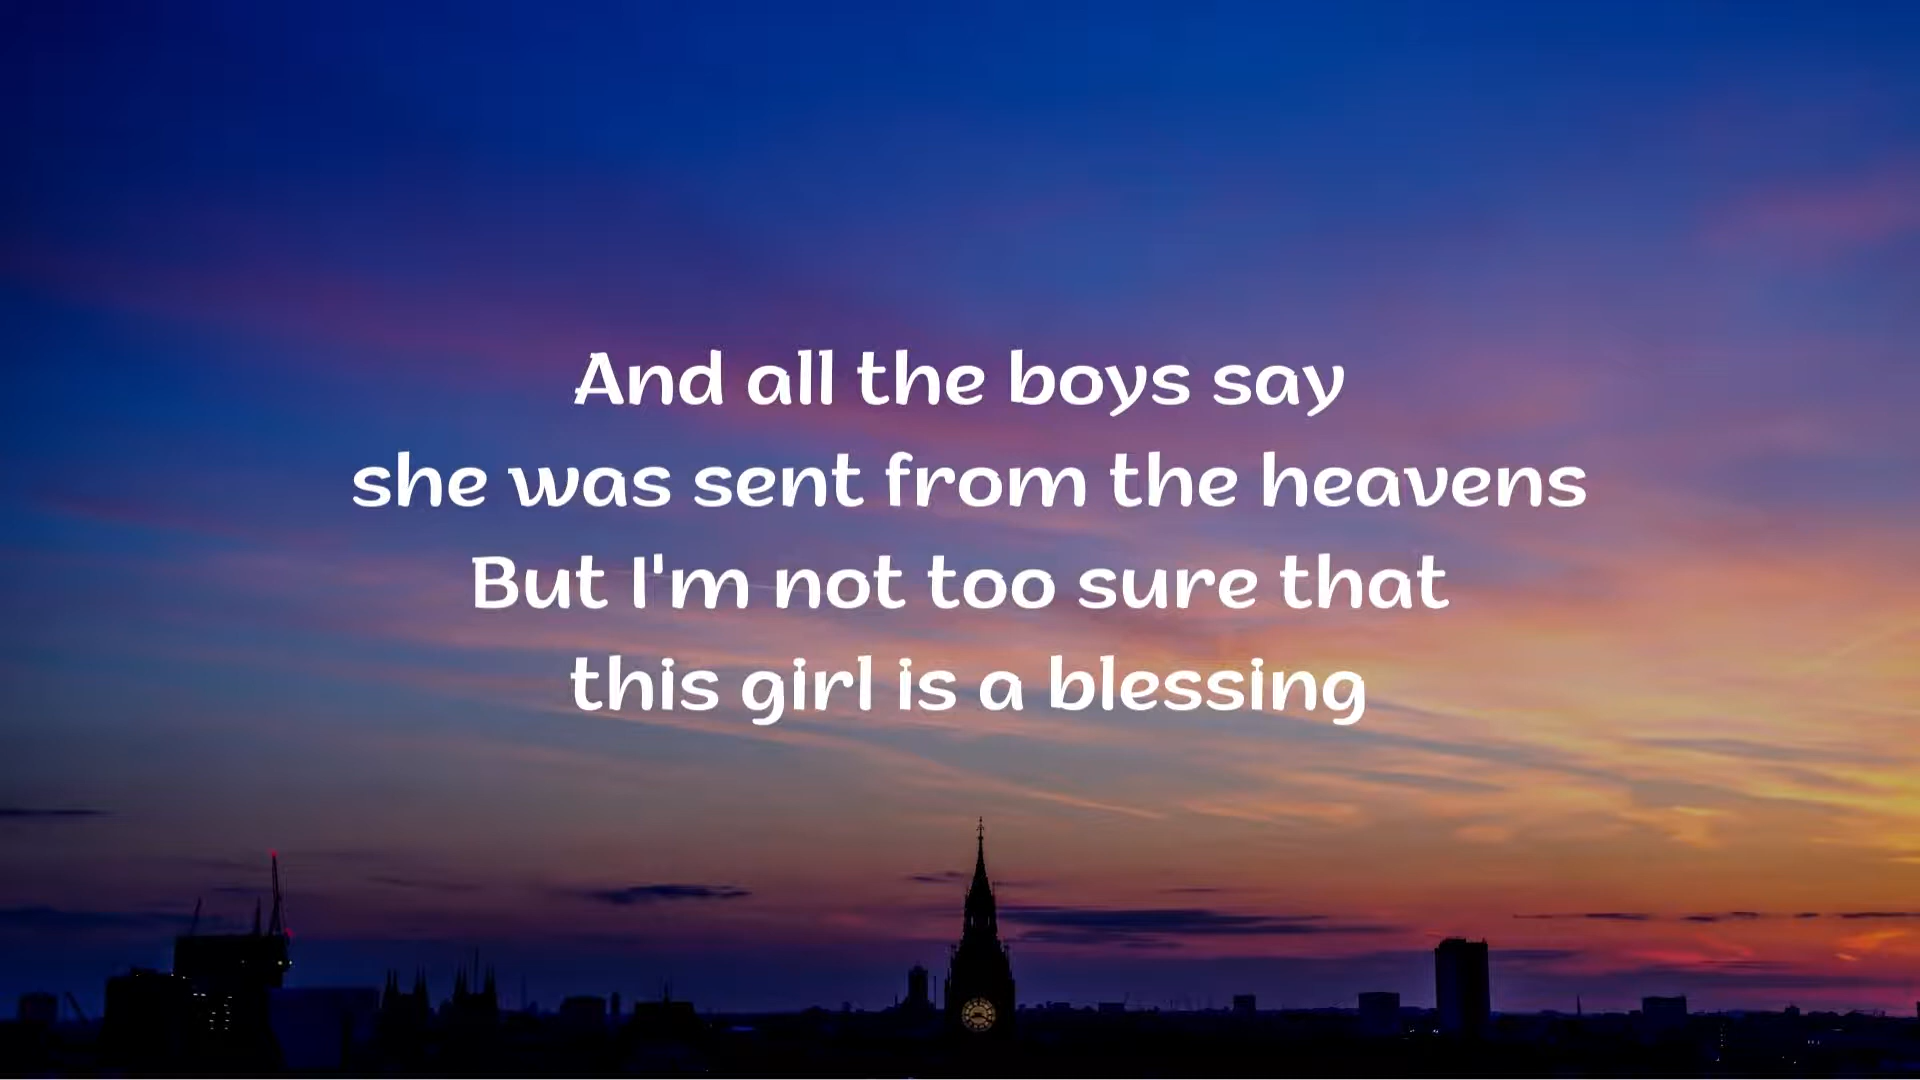 And all the boys say
she was sent from the heavens
But I'm not too sure that
this girl is a blessing